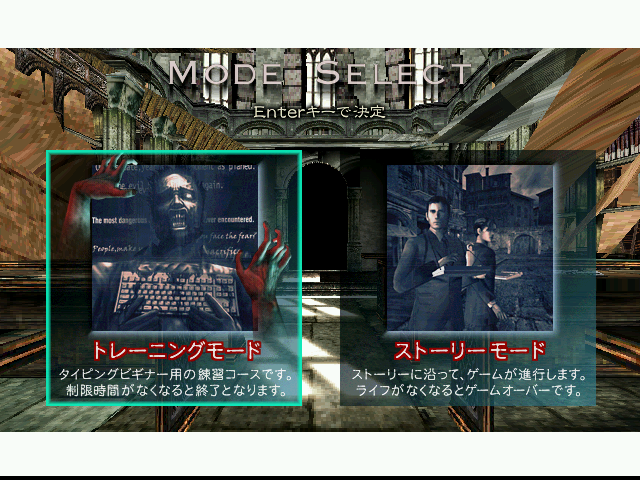 MODE SELECT
Enterキーで決定
The most dangerous
ever encountered.
face the fear!
People, make
sacrifice
トレーニングモード
タイピングビギナー用の練習コースです。
制限時間がなくなると終了となります。
ストーリーモード
ストーリーに沿って、ゲームが進行します。
ライフがなくなるとゲームオーバーです。